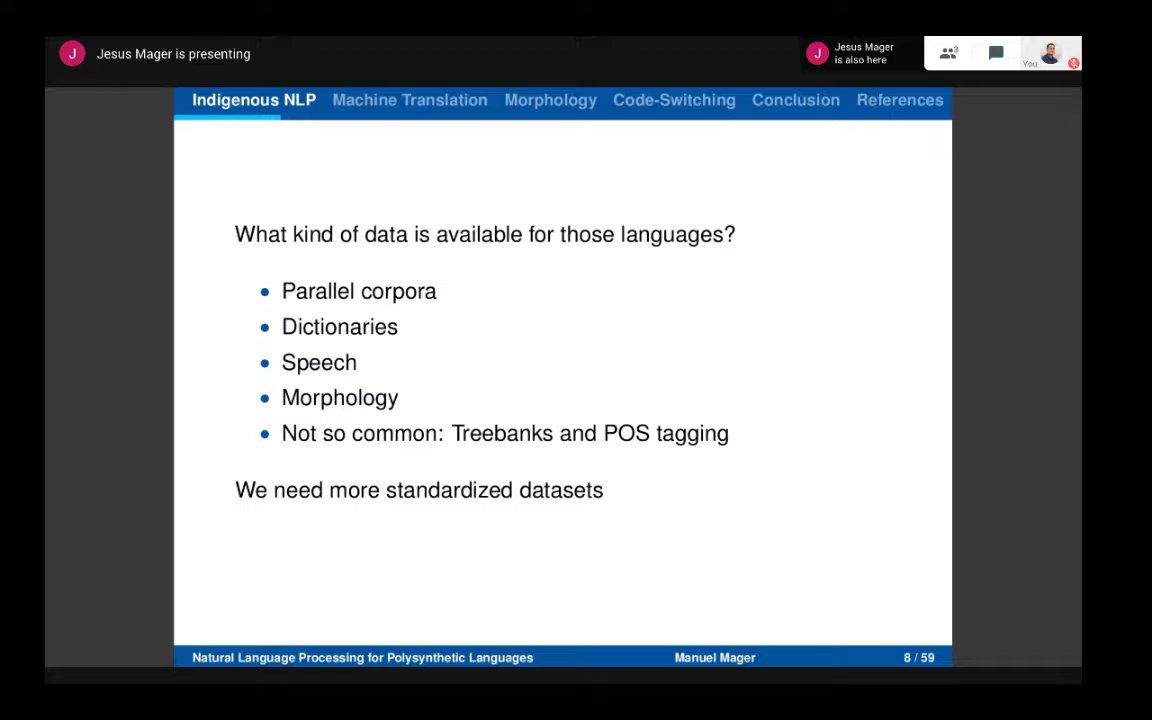 J Jesus Mager is presenting
J Jesus Mager
is also here
3
You
Indigenous NLP Machine Translation Morphology Code-Switching Conclusion References
What kind of data is available for those languages?
• Parallel corpora
• Dictionaries
• Speech
• Morphology
• Not so common: Treebanks and POS tagging
We need more standardized datasets
Natural Language Processing for Polysynthetic Languages Manuel Mager 8 / 59